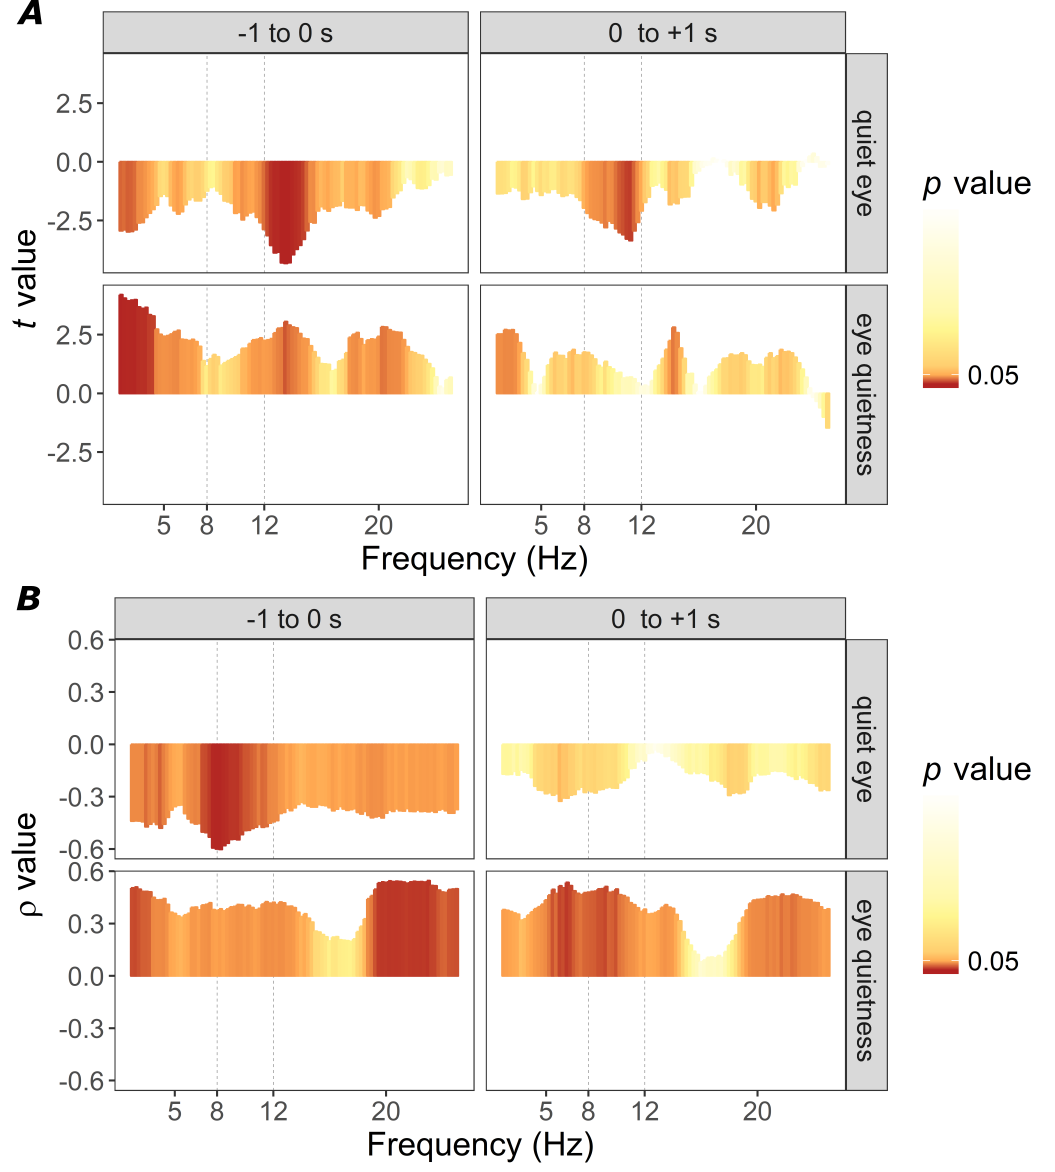 A
-1 to 0 s
0 to +1 s
2.5
0.0
-2.5
quiet eye
2.5
0.0
-2.5
eye quietness
t value
5 8 12 20
5 8 12 20
Frequency (Hz)
p value
0.05
B
-1 to 0 s
0 to +1 s
0.6
0.3
0.0
-0.3
-0.6
quiet eye
0.6
0.3
0.0
-0.3
-0.6
eye quietness
ρ value
5 8 12 20
5 8 12 20
Frequency (Hz)
p value
0.05